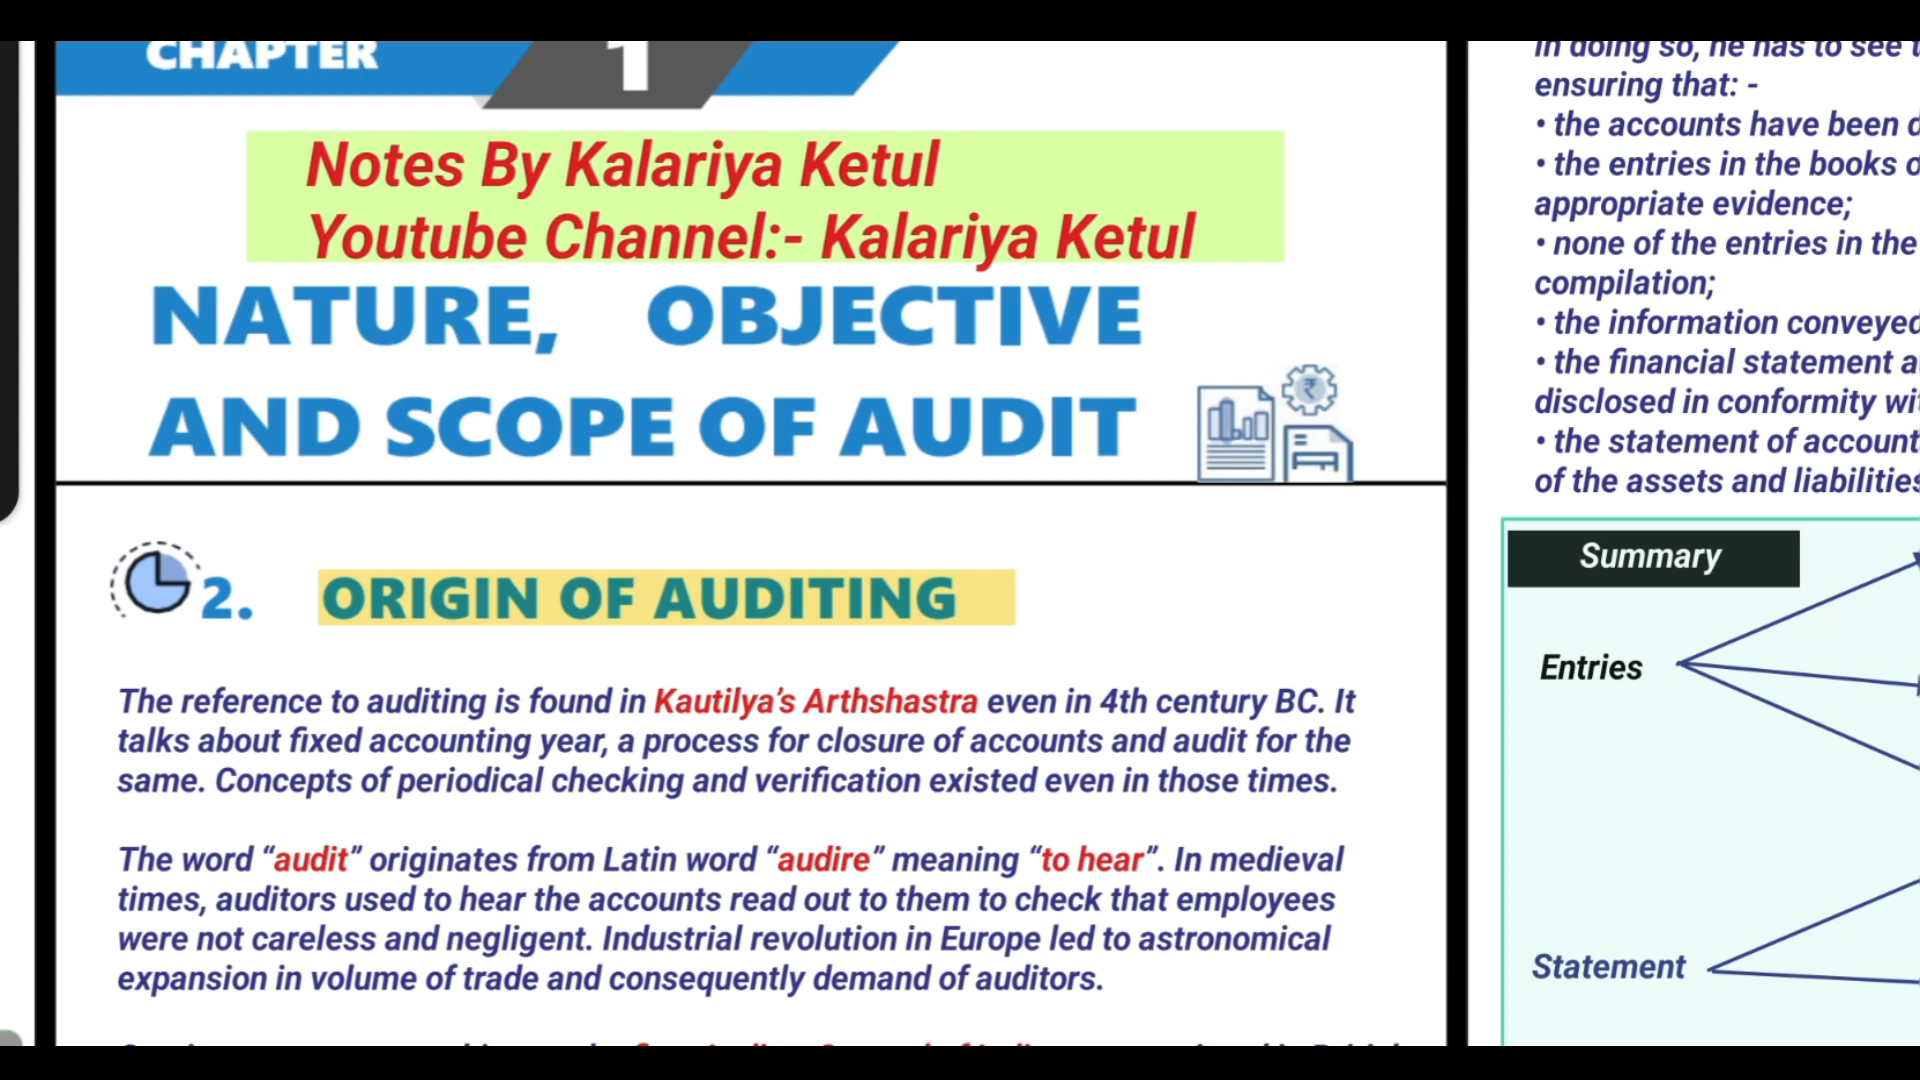 CHAPTER 1
Notes By Kalariya Ketul
Youtube Channel:- Kalariya Ketul
NATURE, OBJECTIVE
AND SCOPE OF AUDIT
2. ORIGIN OF AUDITING
The reference to auditing is found in Kautilya’s Arthshastra even in 4th century BC. It
talks about fixed accounting year, a process for closure of accounts and audit for the
same. Concepts of periodical checking and verification existed even in those times.
The word “audit” originates from Latin word “audire” meaning “to hear”. In medieval
times, auditors used to hear the accounts read out to them to check that employees
were not careless and negligent. Industrial revolution in Europe led to astronomical
expansion in volume of trade and consequently demand of auditors.
In doing so, he has to see
ensuring that: -
• the accounts have been
• the entries in the books
appropriate evidence;
• none of the entries in the
compilation;
• the information conveyed
• the financial statement
disclosed in conformity
• the statement of
of the assets and
Summary
Entries
Statement